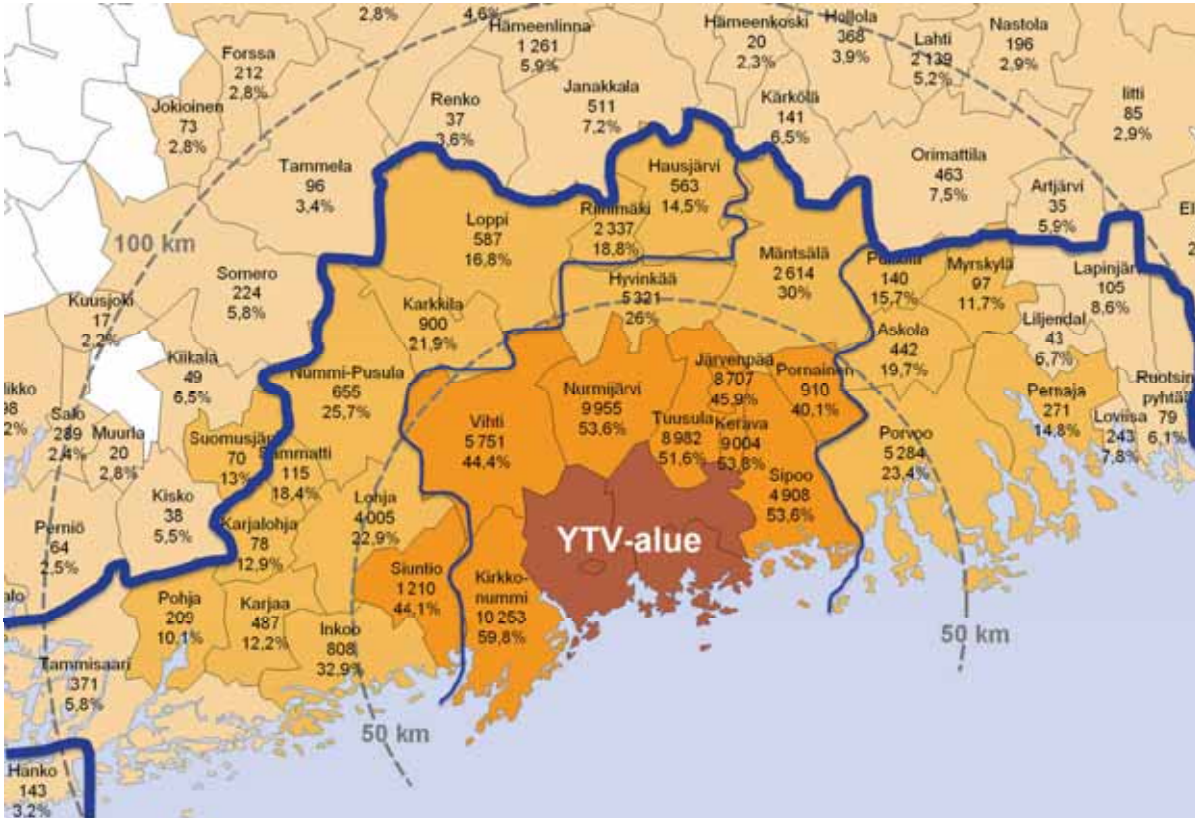 2,8%
4,6%
Hämeenlinna
1 261
5,9%
Hämeenkoski
20
2,3%
Hollola
368
3,9%
Lahti
2 139
5,2%
Nastola
196
2,9%
Forssa
212
2,8%
Jokioinen
73
2,8%
Renko
37
3,6%
Janakkala
511
7,2%
Kärkölä
141
6,5%
Iitti
85
2,9%
Tammela
96
3,4%
Hausjärvi
563
14,5%
Orimattila
463
7,5%
Artjärvi
35
5,9%
Loppi
587
16,8%
Riihimäki
2 337
18,8%
100 km
Mäntsälä
2 614
30%
Pukkila
140
15,7%
Myrskylä
97
11,7%
Lapinjärvi
105
8,6%
Somero
224
5,8%
Hyvinkää
5 321
26%
Kuusjoki
17
2,2%
Karkkila
900
21,9%
Liljendal
43
6,7%
Askola
442
19,7%
Kiikala
49
6,5%
Nummi-Pusula
655
25,7%
Järvenpää
8 707
45,9%
Pornainen
910
40,1%
Nurmijärvi
9 955
53,6%
Pernaja
271
14,8%
Ruotsin-
pyhtää
79
6,1%
Salo
289
2,4%
Muurla
20
2,8%
Suomusjärvi
70
13%
Sammatti
115
18,4%
Vihti
5 751
44,4%
Tuusula
8 982
51,6%
Kerava
9 004
53,8%
Loviisa
243
7,8%
Porvoo
5 284
23,4%
Sipoo
4 908
53,6%
Kisko
38
5,5%
Lohja
4 005
22,9%
Perniö
64
2,5%
Karjalohja
78
12,9%
YTV-alue
Siuntio
1 210
44,1%
Kirkko-
nummi
10 253
59,8%
Pohja
209
10,1%
Karjaa
487
12,2%
Inkoo
808
32,9%
50 km
Tammisaari
371
5,8%
50 km
Hanko
143
3,2%